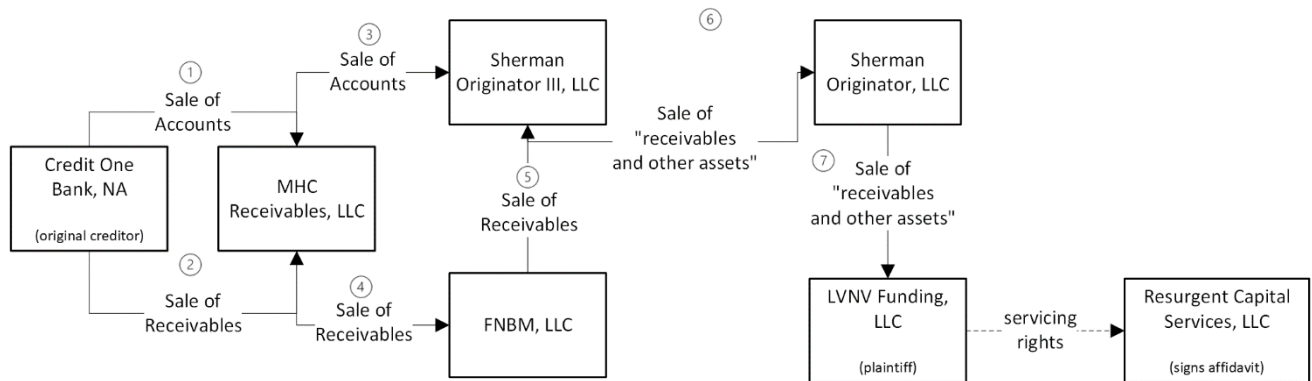 Credit One
Bank, NA
(original creditor)
1
Sale of
Accounts
2
Sale of
Receivables
MHC
Receivables, LLC
3
Sale of
Accounts
4
Sale of
Receivables
Sherman
Originator III, LLC
5
Sale of
Receivables
FNBM, LLC
6
Sale of
"receivables
and other assets"
Sherman
Originator, LLC
7
Sale of
"receivables
and other assets"
LVNV Funding,
LLC
(plaintiff)
servicing
rights
Resurgent Capital
Services, LLC
(signs affidavit)